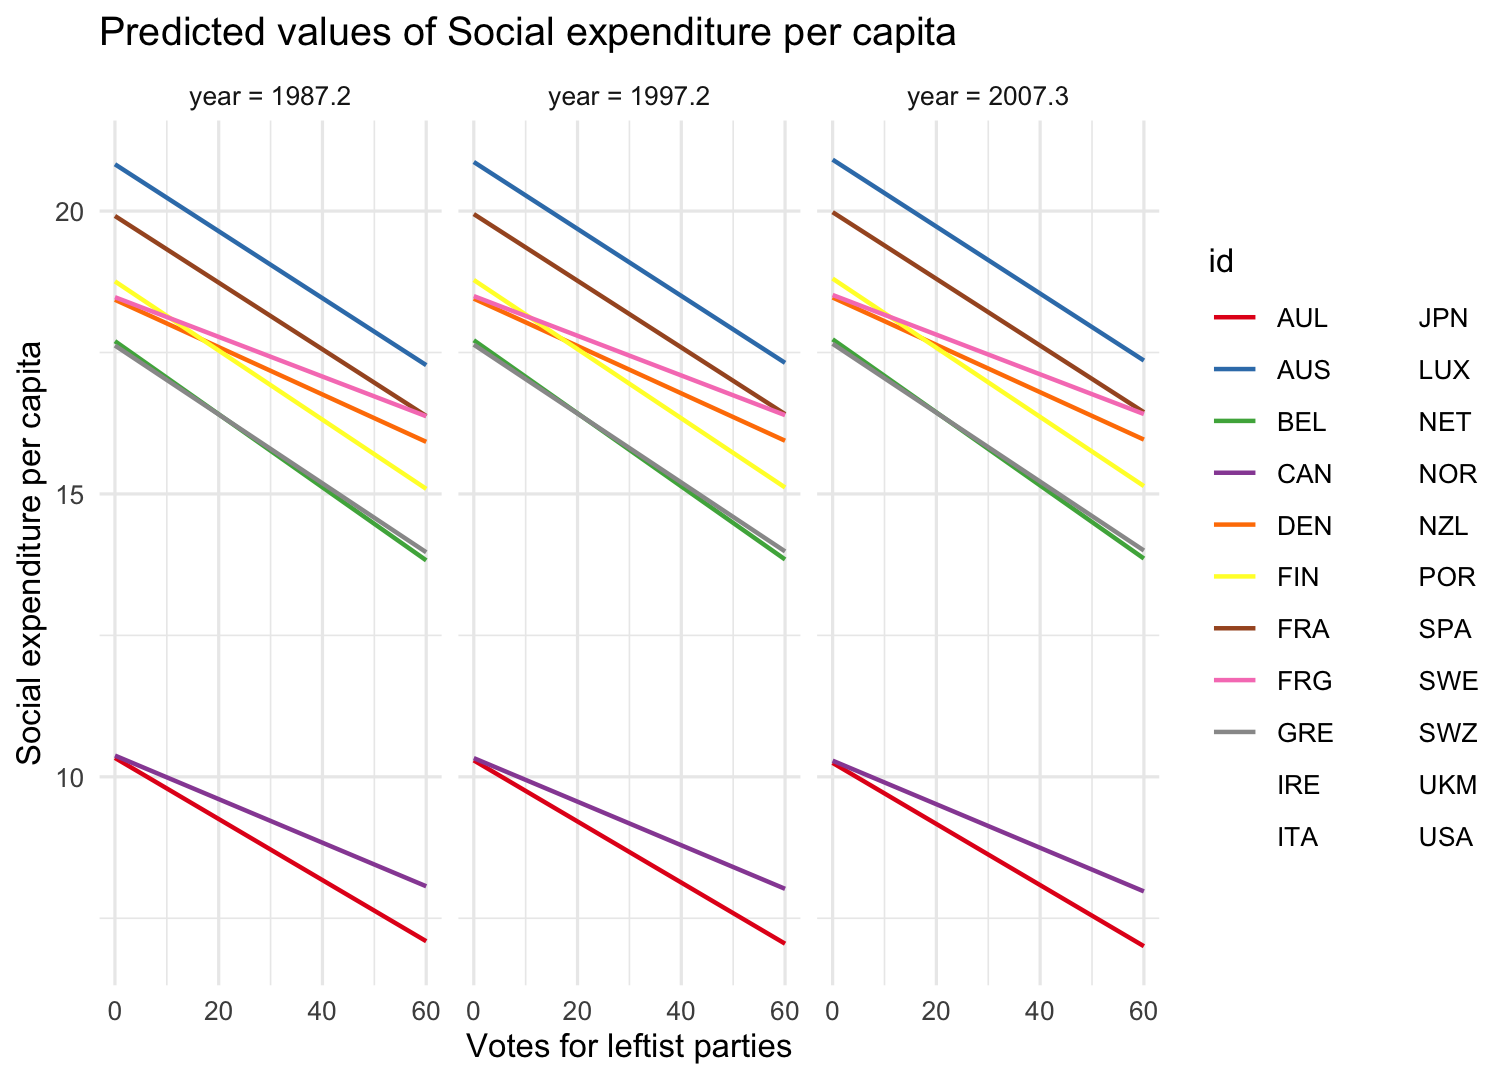 Predicted values of Social expenditure per capita
year = 1987.2
year = 1997.2
year = 2007.3
Social expenditure per capita
20
15
10
0 20 40 60
0 20 40 60
0 20 40 60
Votes for leftist parties
id
AUL JPN
AUS LUX
BEL NET
CAN NOR
DEN NZL
FIN POR
FRA SPA
FRG SWE
GRE SWZ
IRE UKM
ITA USA